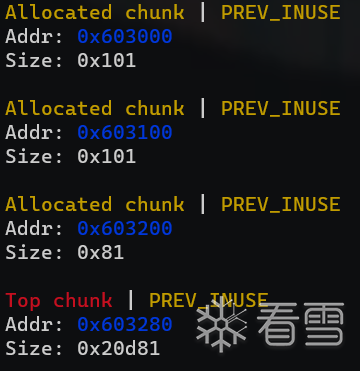 Allocated chunk | PREV_INUSE
Addr: 0x603000
Size: 0x101
Allocated chunk | PREV_INUSE
Addr: 0x603100
Size: 0x101
Allocated chunk | PREV_INUSE
Addr: 0x603200
Size: 0x81
Top chunk | PREV_INUSE
Addr: 0x603280
Size: 0x20d81
看雪